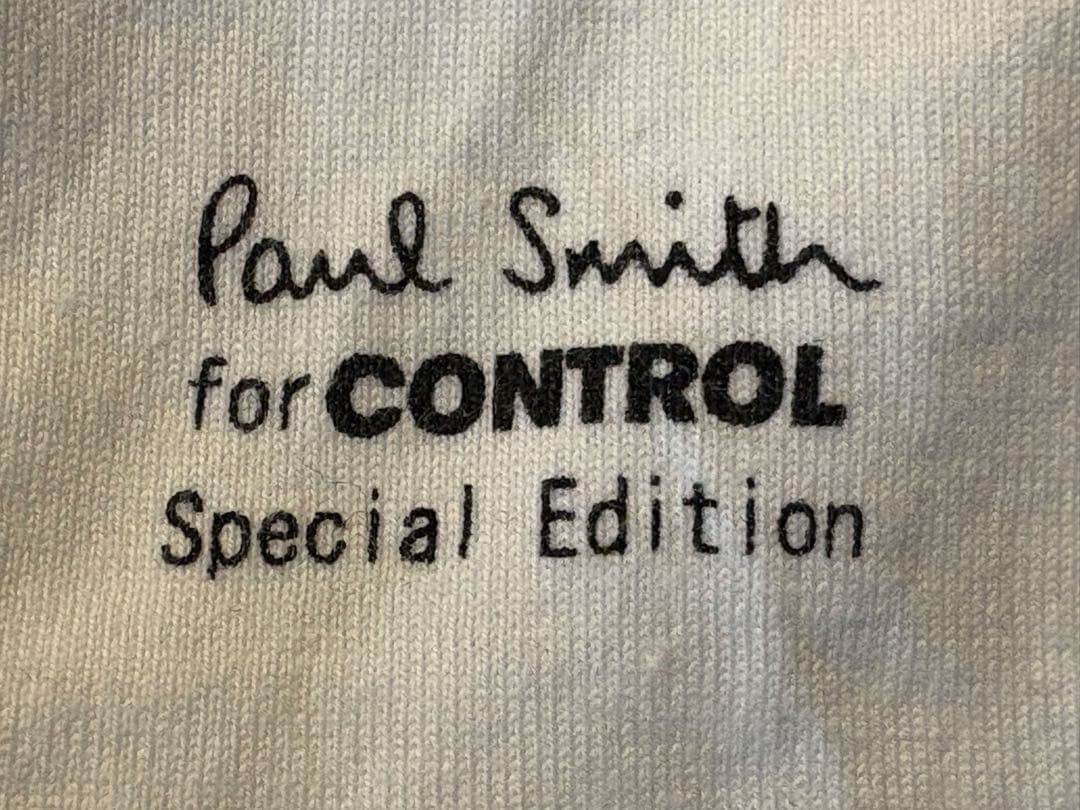 Paul Smith
for CONTROL
Special Edition